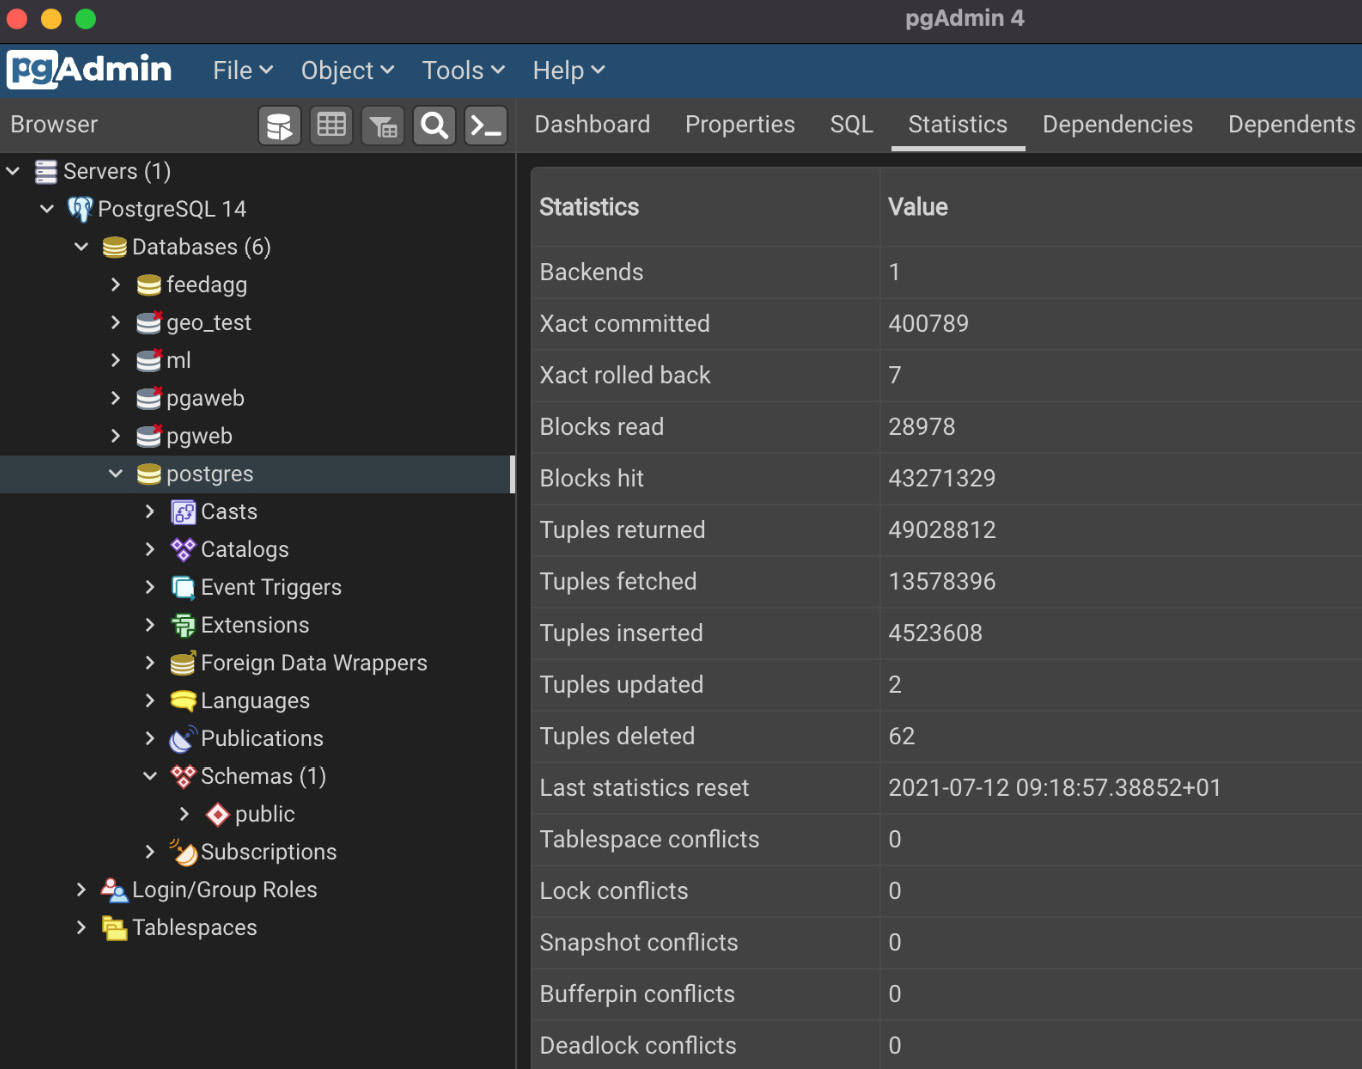 pgAdmin 4
pgAdmin File Object Tools Help
Browser
Dashboard Properties SQL Statistics Dependencies Dependents
Servers (1)
PostgreSQL 14
Databases (6)
feedagg
geo_test
ml
pgaweb
pgweb
postgres
Casts
Catalogs
Event Triggers
Extensions
Foreign Data Wrappers
Languages
Publications
Schemas (1)
public
Subscriptions
Login/Group Roles
Tablespaces
Statistics Value
Backends 1
Xact committed 400789
Xact rolled back 7
Blocks read 28978
Blocks hit 43271329
Tuples returned 49028812
Tuples fetched 13578396
Tuples inserted 4523608
Tuples updated 2
Tuples deleted 62
Last statistics reset 2021-07-12 09:18:57.38852+01
Tablespace conflicts 0
Lock conflicts 0
Snapshot conflicts 0
Bufferpin conflicts 0
Deadlock conflicts 0